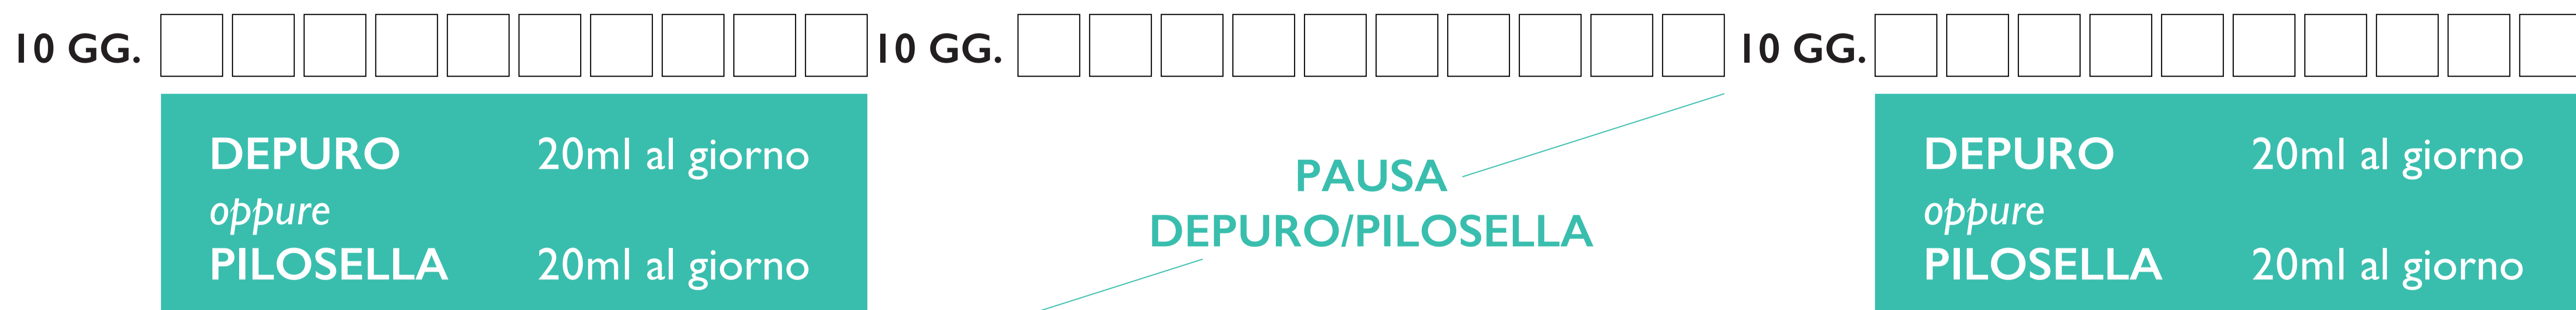 10 GG. 10 GG. 10 GG.
DEPURO 20ml al giorno
oppure
PILOSELLA 20ml al giorno
PAUSA
DEPURO/PILOSELLA
DEPURO 20ml al giorno
oppure
PILOSELLA 20ml al giorno